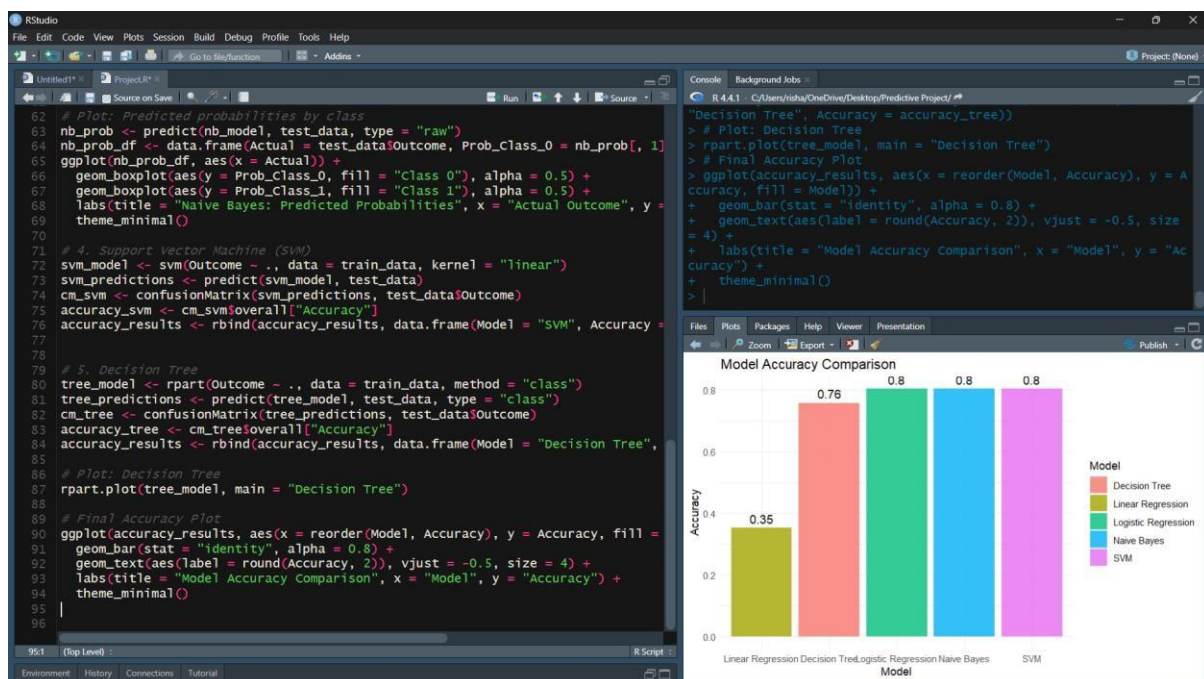 RStudio
File Edit Code View Plots Session Build Debug Profile Tools Help
Go to file/function Addins Project: (None)
Untitled1* Project.R*
Source on Save Run Source
62 # Plot: Predicted probabilities by class
63 nb_prob <- predict(nb_model, test_data, type = "raw")
64 nb_prob_df <- data.frame(Actual = test_data$Outcome, Prob_Class_0 = nb_prob[, 1]
65 ggplot(nb_prob_df, aes(x = Actual)) +
66 geom_boxplot(aes(y = Prob_Class_0, fill = "Class 0"), alpha = 0.5) +
67 geom_boxplot(aes(y = Prob_Class_1, fill = "Class 1"), alpha = 0.5) +
68 labs(title = "Naive Bayes: Predicted Probabilities", x = "Actual Outcome", y =
69 theme_minimal()
70
71 # 4. Support Vector Machine (SVM)
72 svm_model <- svm(Outcome ~ ., data = train_data, kernel = "linear")
73 svm_predictions <- predict(svm_model, test_data)
74 cm_svm <- confusionMatrix(svm_predictions, test_data$Outcome)
75 accuracy_svm <- cm_svm$overall["Accuracy"]
76 accuracy_results <- rbind(accuracy_results, data.frame(Model = "SVM", Accuracy =
77
78
79 # 5. Decision Tree
80 tree_model <- rpart(Outcome ~ ., data = train_data, method = "class")
81 tree_predictions <- predict(tree_model, test_data, type = "class")
82 cm_tree <- confusionMatrix(tree_predictions, test_data$Outcome)
83 accuracy_tree <- cm_tree$overall["Accuracy"]
84 accuracy_results <- rbind(accuracy_results, data.frame(Model = "Decision Tree",
85
86 # Plot: Decision Tree
87 rpart.plot(tree_model, main = "Decision Tree")
88
89 # Final Accuracy Plot
90 ggplot(accuracy_results, aes(x = reorder(Model, Accuracy), y = Accuracy, fill =
91 geom_bar(stat = "identity", alpha = 0.8) +
92 geom_text(aes(label = round(Accuracy, 2)), vjust = -0.5, size = 4) +
93 labs(title = "Model Accuracy Comparison", x = "Model", y = "Accuracy") +
94 theme_minimal()
95
96
95:1 (Top Level) R Script
Environment History Connections Tutorial
Console Background Jobs
R 4.4.1 · C:/Users/risha/OneDrive/Desktop/Predictive Project/
"Decision Tree", Accuracy = accuracy_tree))
> # Plot: Decision Tree
> rpart.plot(tree_model, main = "Decision Tree")
> # Final Accuracy Plot
> ggplot(accuracy_results, aes(x = reorder(Model, Accuracy), y = A
ccuracy, fill = Model)) +
+ geom_bar(stat = "identity", alpha = 0.8) +
+ geom_text(aes(label = round(Accuracy, 2)), vjust = -0.5, size
= 4) +
+ labs(title = "Model Accuracy Comparison", x = "Model", y = "Ac
curacy") +
+ theme_minimal()
>
Files Plots Packages Help Viewer Presentation
Zoom Export Publish
Model Accuracy Comparison
0.8
0.6
0.4
0.2
0.0
Accuracy
0.35 0.76 0.8 0.8 0.8
Linear Regression Decision Tree Logistic Regression Naive Bayes SVM
Model
Model
Decision Tree
Linear Regression
Logistic Regression
Naive Bayes
SVM